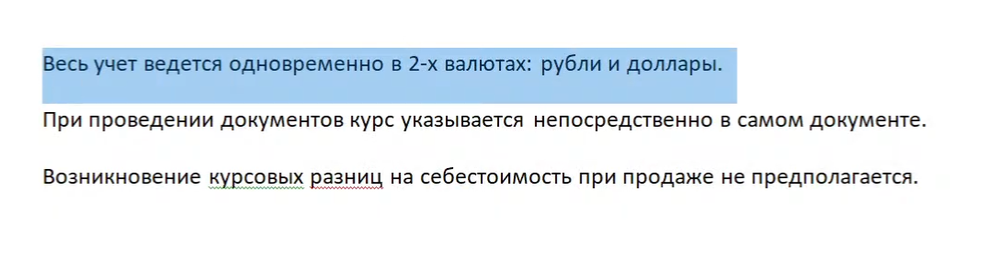 Весь учет ведется одновременно в 2-х валютах: рубли и доллары.
При проведении документов курс указывается непосредственно в самом документе.
Возникновение курсовых разниц на себестоимость при продаже не предполагается.